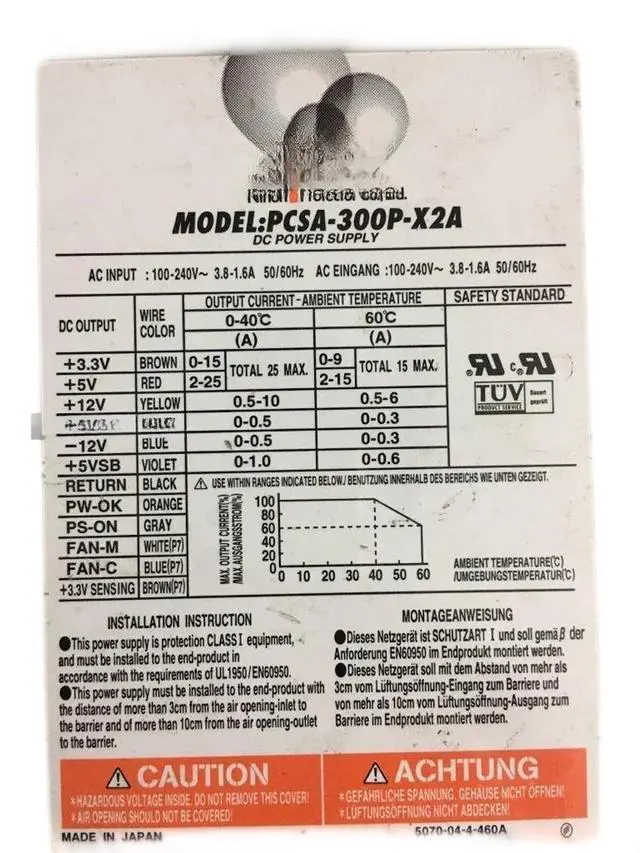 MODEL:PCSA-300P-X2A
DC POWER SUPPLY
AC INPUT : 100-240V~ 3.8-1.6A 50/60Hz AC EINGANG : 100-240V~ 3.8-1.6A 50/60Hz
DC OUTPUT WIRE COLOR OUTPUT CURRENT-AMBIENT TEMPERATURE SAFETY STANDARD
0-40℃ 60℃
(A) (A)
+3.3V BROWN 0-15 TOTAL 25 MAX. 0-9 TOTAL 15 MAX.
+5V RED 2-25 2-15
+12V YELLOW 0.5-10 0.5-6
0-0.5 0-0.3
-12V BLUE 0-0.5 0-0.3
+5VSB VIOLET 0-1.0 0-0.6
RU c RU
TÜV
PRODUCT SERVICE
geprüft
RETURN BLACK
PW-OK ORANGE
PS-ON GRAY
FAN-M WHITE(P7)
FAN-C BLUE(P7)
+3.3V SENSING BROWN(P7)
⚠ USE WITHIN RANGES INDICATED BELOW./ BENUTZUNG INNERHALB DES BEREICHS WIE UNTEN GEZEIGT.
MAX. OUTPUT CURRENT(%)
/MAX. AUSGANGSSTROM(%)
100
80
60
40
20
0
0 10 20 30 40 50 60
AMBIENT TEMPERATURE(℃)
/UMGEBUNGSTEMPERATUR(℃)
INSTALLATION INSTRUCTION
●This power supply is protection CLASS I equipment,
and must be installed to the end-product in
accordance with the requirements of UL1950/EN60950.
●This power supply must be installed to the end-product with
the distance of more than 3cm from the air opening-inlet to
the barrier and of more than 10cm from the air opening-outlet
to the barrier.
MONTAGEANWEISUNG
●Dieses Netzgerät ist SCHUTZART I und soll gemäβ der
Anforderung EN60950 im Endprodukt montiert werden.
●Dieses Netzgerät soll mit dem Abstand von mehr als
3cm vom Lüftungsöffnung-Eingang zum Barriere und
von mehr als 10cm vom Lüftungsöffnung-Ausgang zum
Barriere im Endprodukt montiert werden.
⚠ CAUTION
*HAZARDOUS VOLTAGE INSIDE. DO NOT REMOVE THIS COVER!
*AIR OPENING SHOULD NOT BE COVERED!
⚠ ACHTUNG
*GEFÄHRLICHE SPANNUNG. GEHÄUSE NICHT ÖFFNEN!
*LÜFTUNGSÖFFNUNG NICHT ABDECKEN!
MADE IN JAPAN
5070-04-4-460A